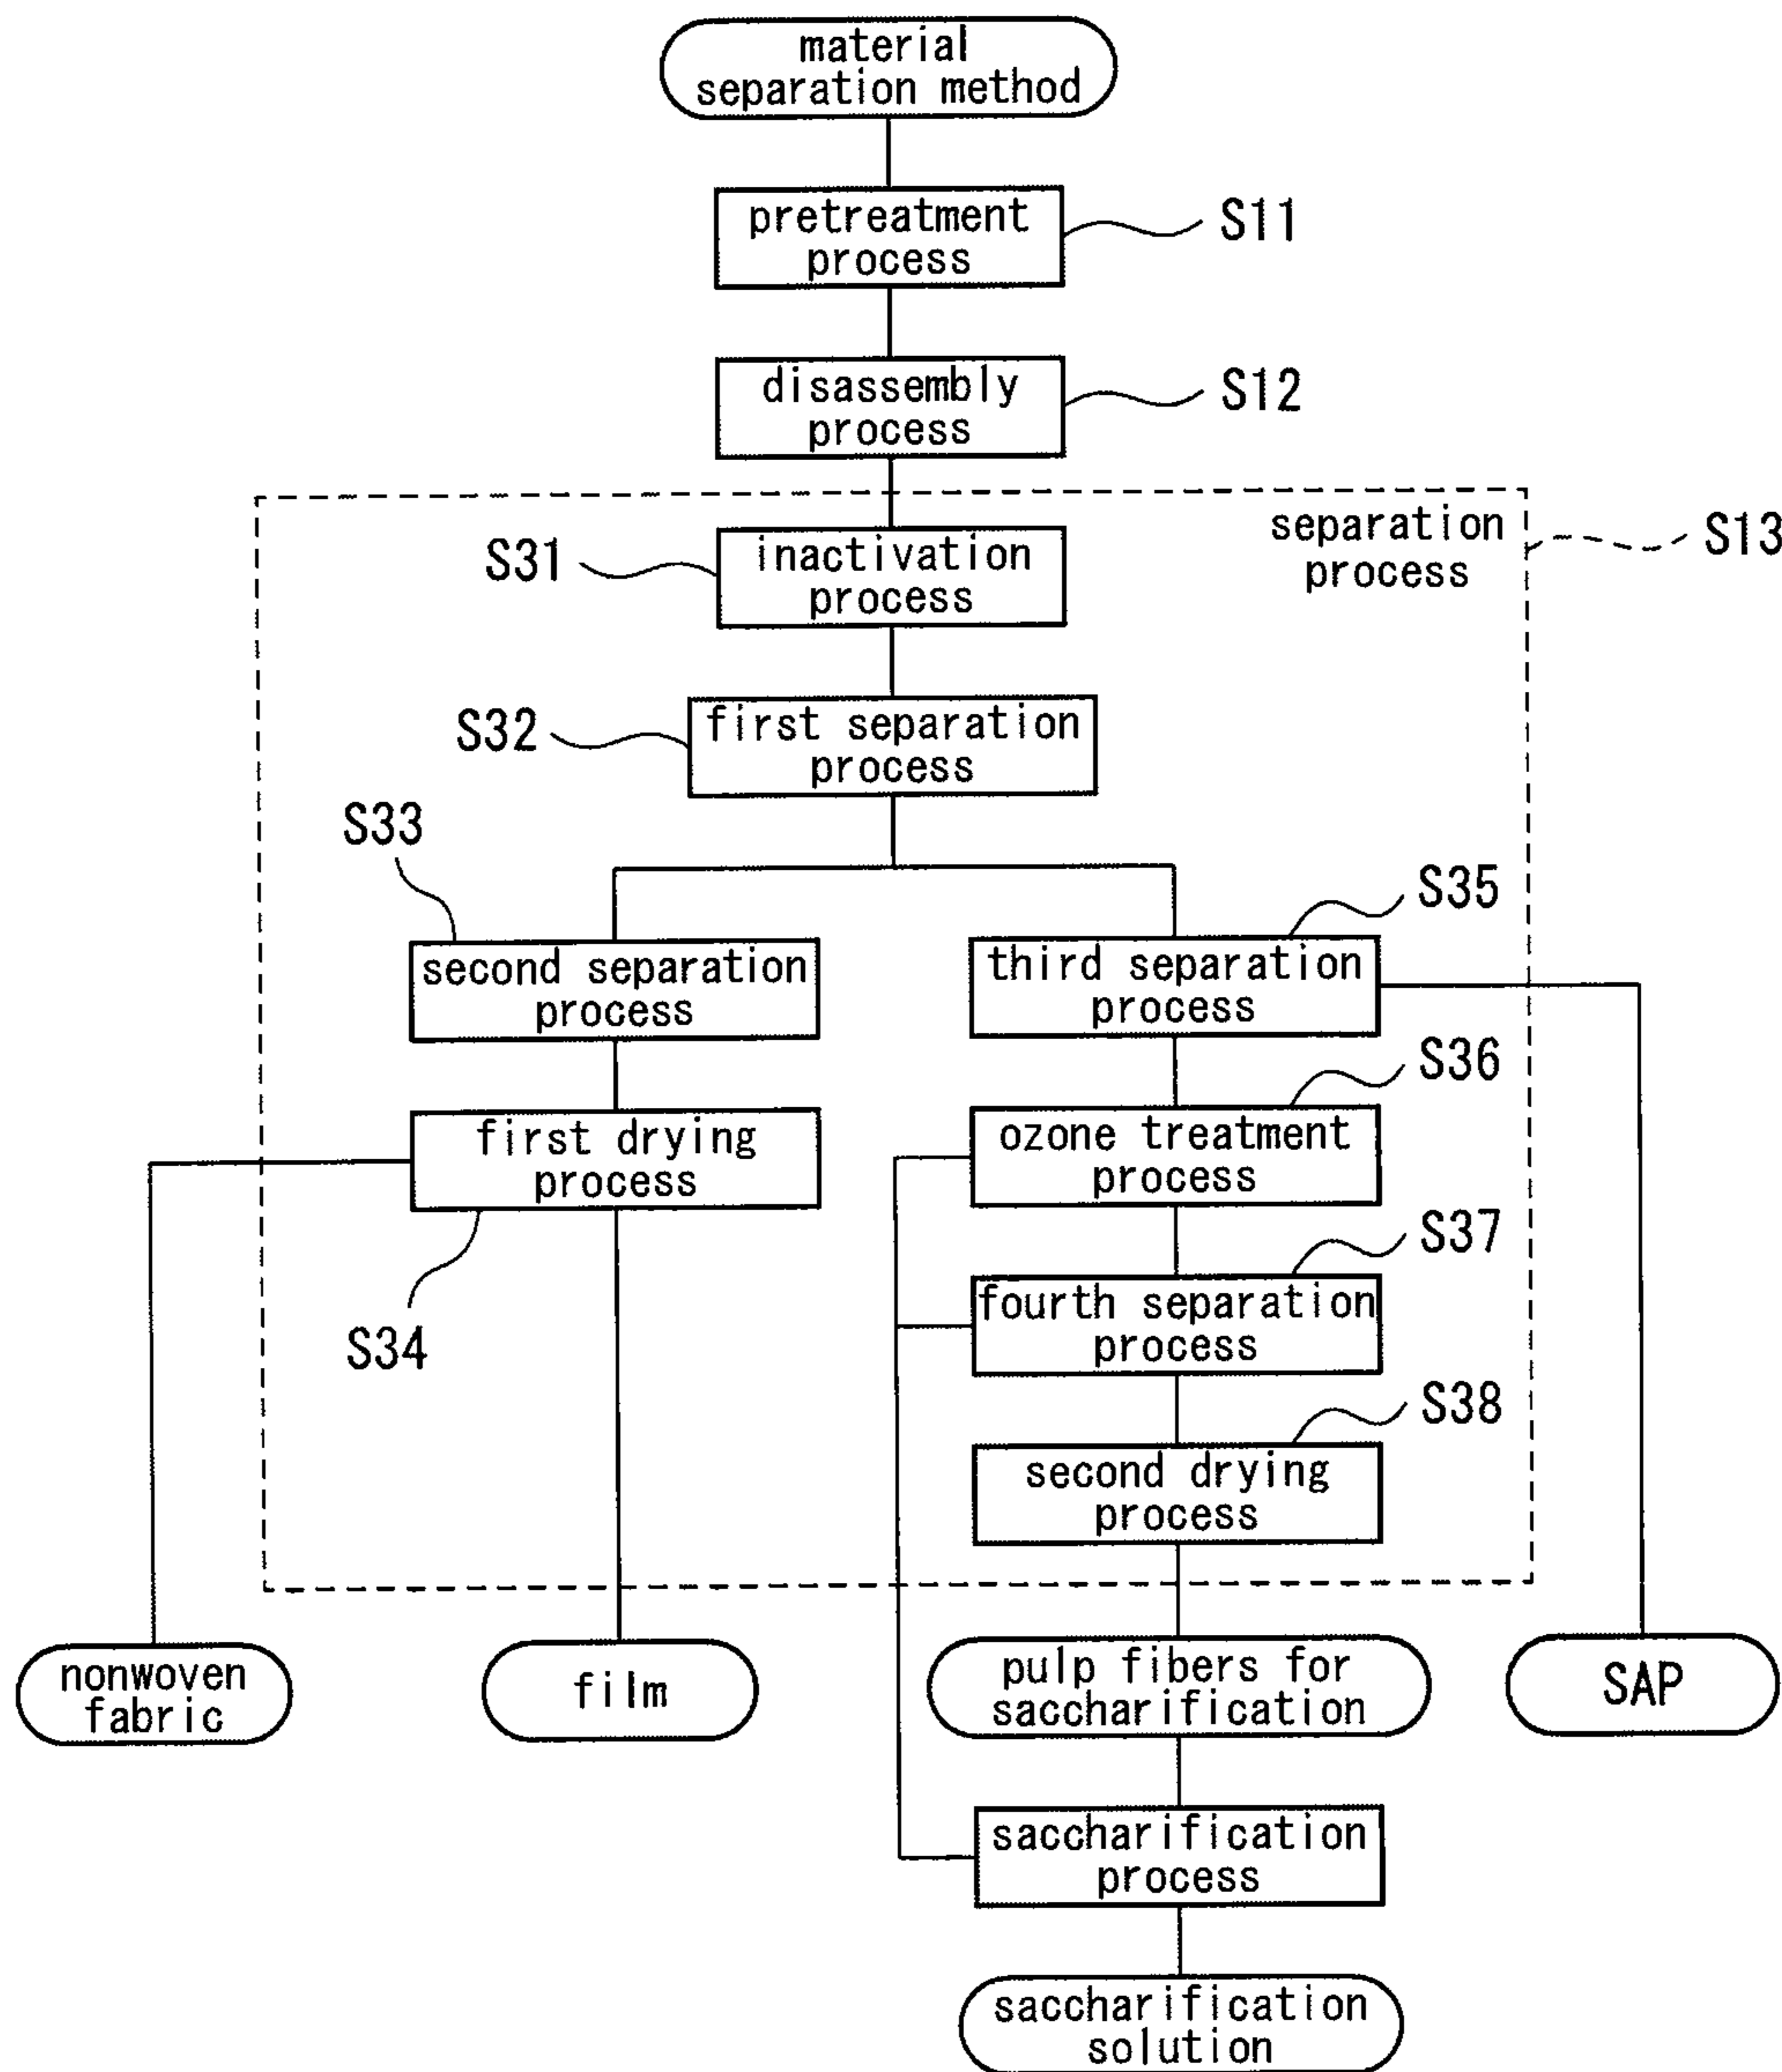 material
separation method
pretreatment
process
S11
disassembly
process
S12
separation
process
S13
S31
inactivation
process
S32
first separation
process
S33
second separation
process
S35
third separation
process
S34
first drying
process
S36
ozone treatment
process
S37
fourth separation
process
S38
second drying
process
nonwoven
fabric
film
pulp fibers for
saccharification
SAP
saccharification
process
saccharification
solution